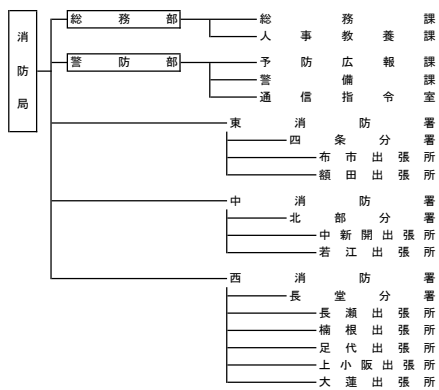 消防局
総務部
総務課
人事教養課
警防部
予防広報課
警備課
通信指令室
東消防署
四条分署
布市出張所
額田出張所
中消防署
北部分署
中新開出張所
若江出張所
西消防署
長堂分署
長瀬出張所
楠根出張所
足代出張所
上小阪出張所
大蓮出張所